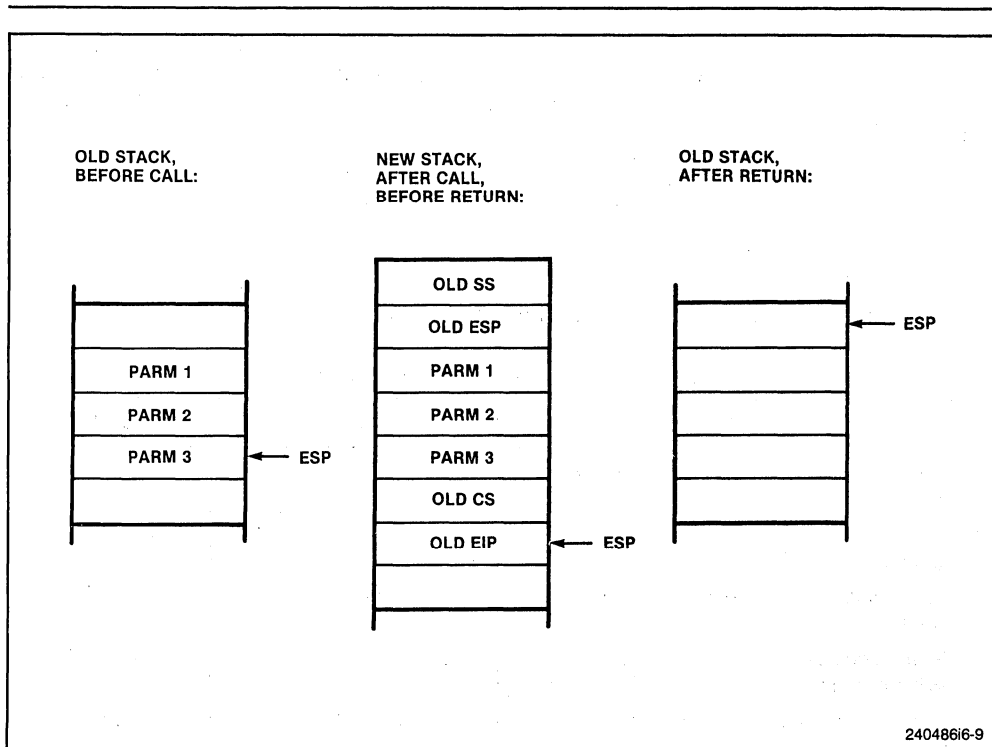 OLD STACK,
BEFORE CALL:
PARM 1
PARM 2
PARM 3
ESP
NEW STACK,
AFTER CALL,
BEFORE RETURN:
OLD SS
OLD ESP
PARM 1
PARM 2
PARM 3
OLD CS
OLD EIP
ESP
OLD STACK,
AFTER RETURN:
ESP
240486i6-9